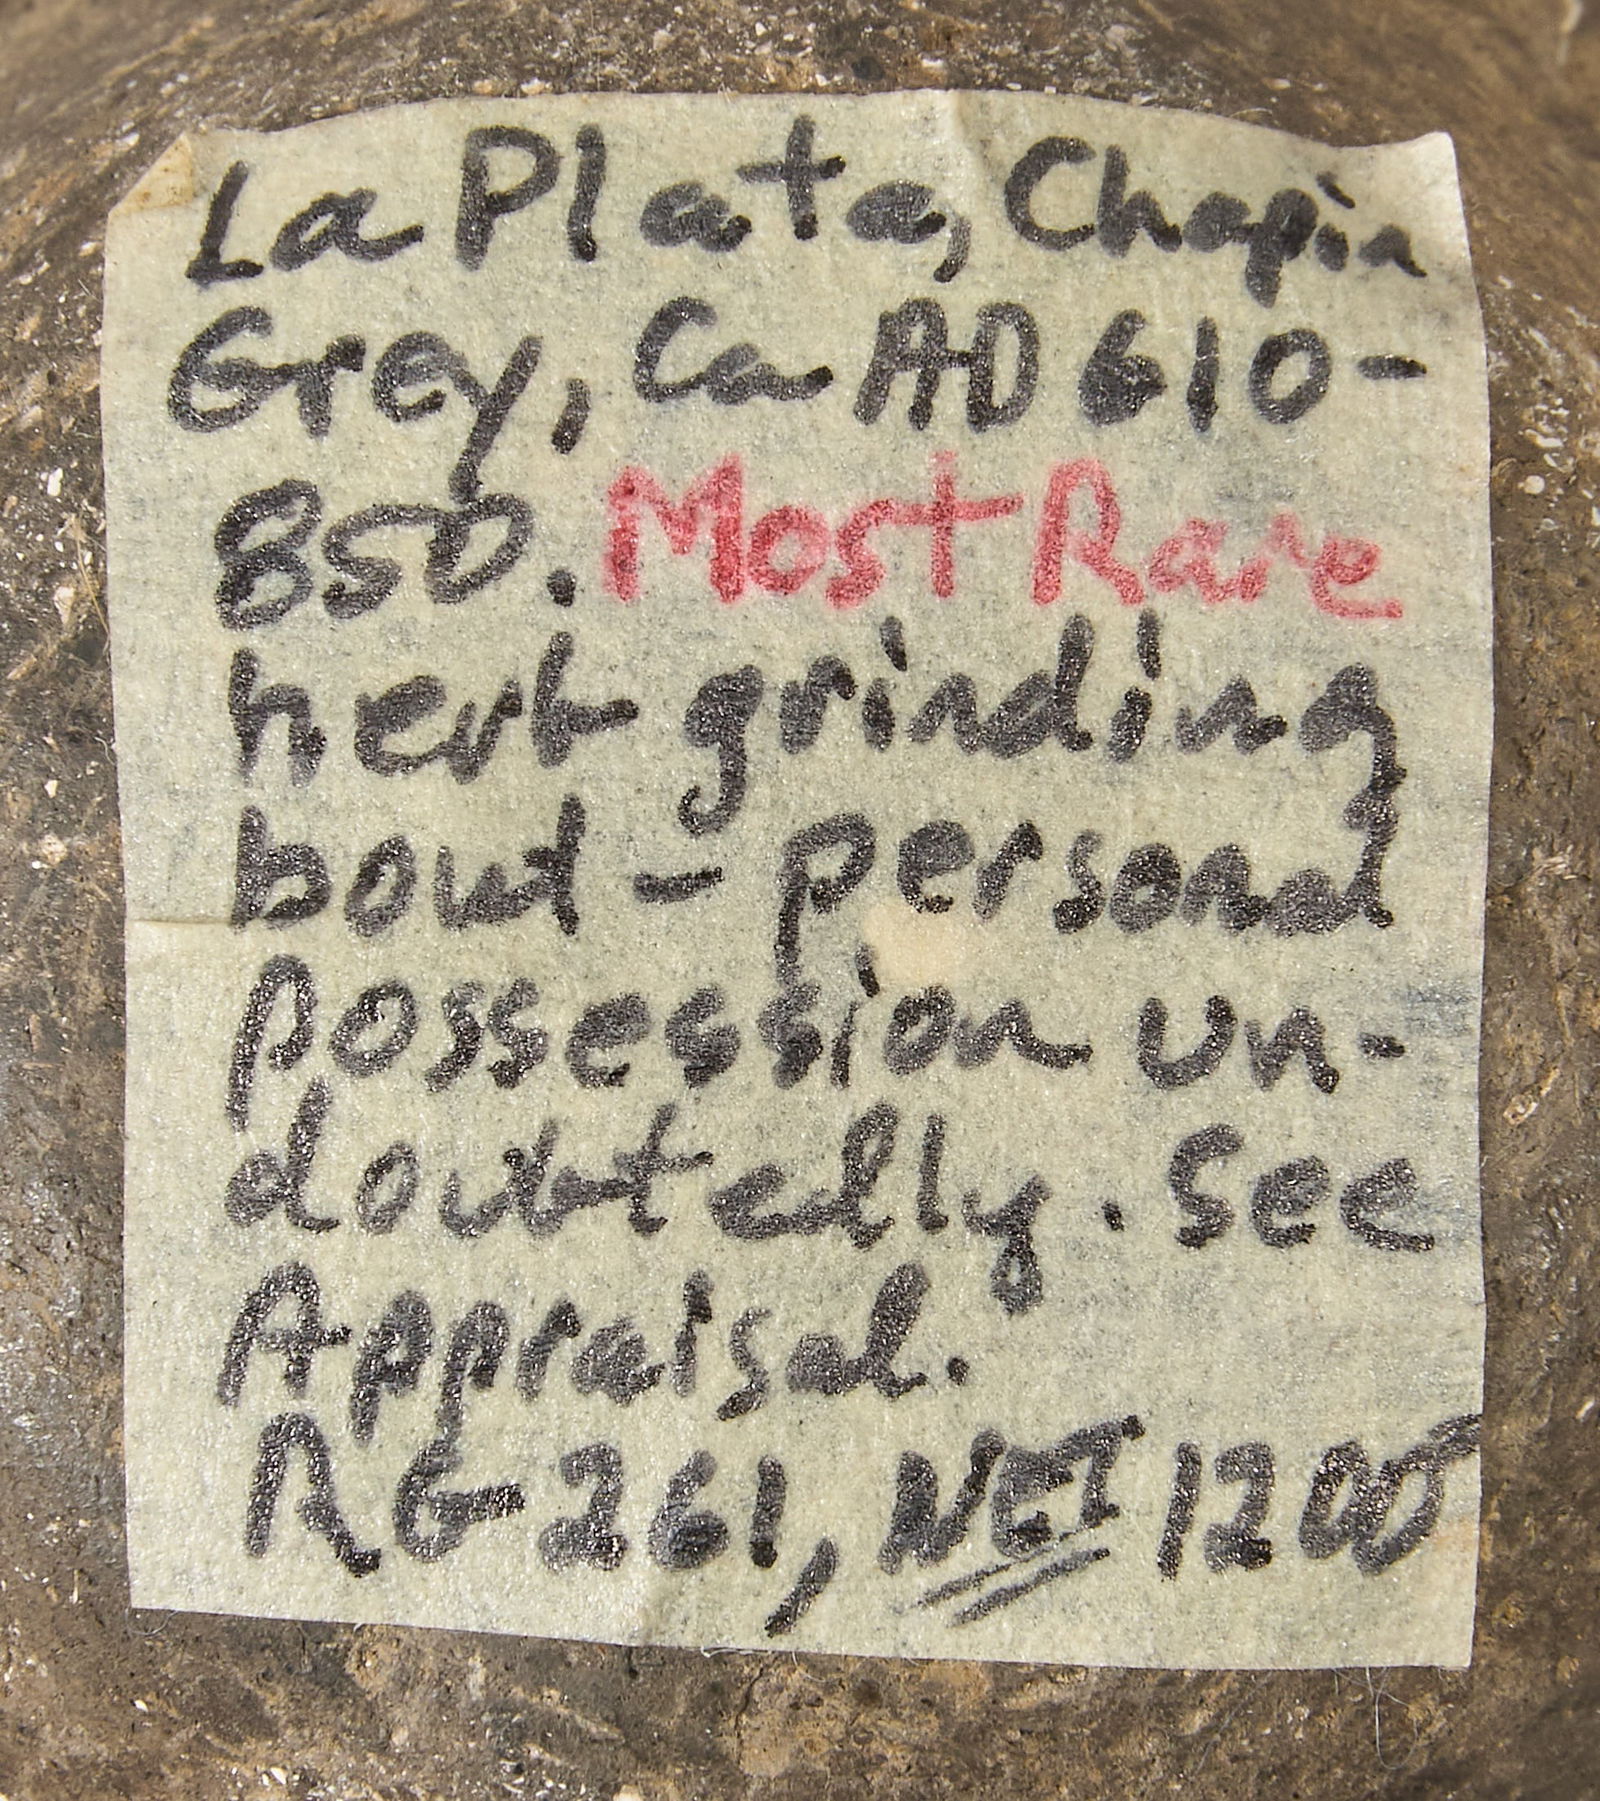 La Plata, Chapin
Grey, Ca AD 610-
850. Most Rare
herb grinding
bowl - personal
possession un-
doubtedly. See
Appraisal.
RG-261, NET 1200